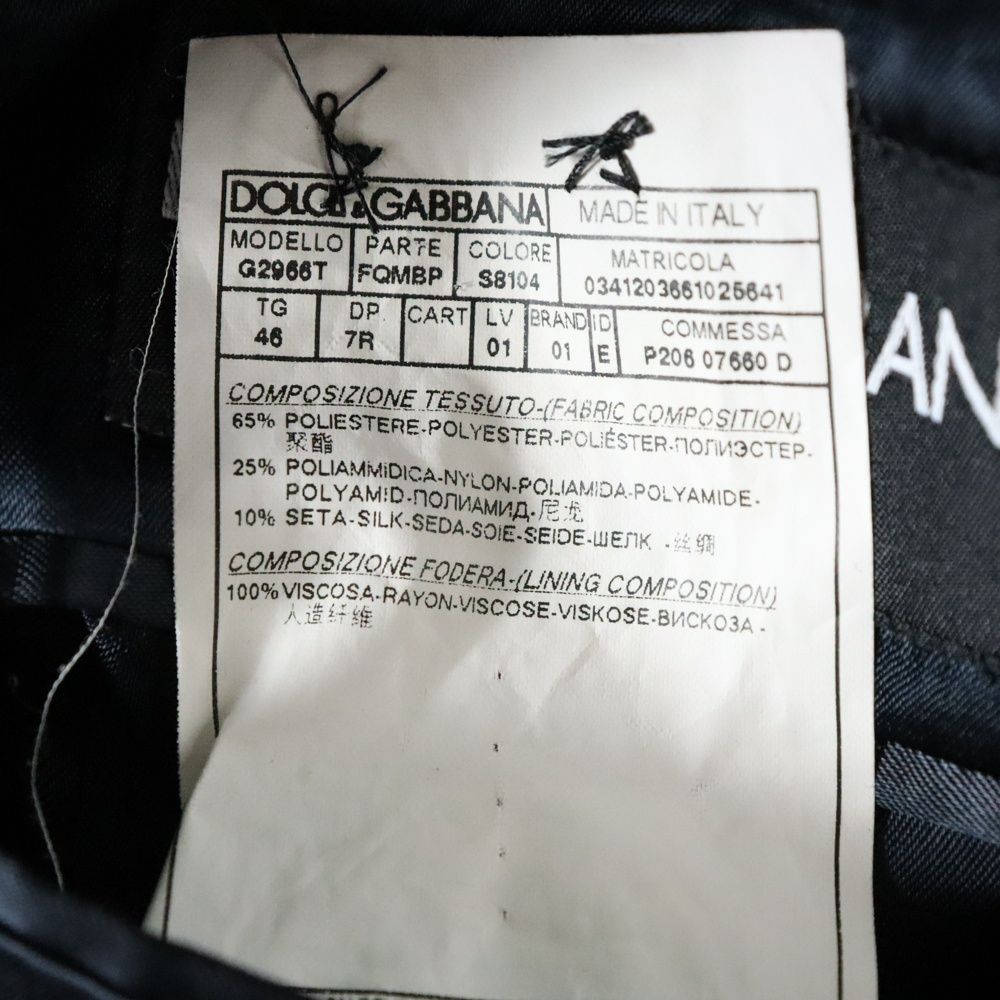 DOLCE & GABBANA MADE IN ITALY
MODELLO PARTE COLORE MATRICOLA
G2966T FQMBP S8104 0341203661025641
TG DP CART LV BRAND ID COMMESSA
46 7R 01 01 E P206 07660 D
COMPOSIZIONE TESSUTO-(FABRIC COMPOSITION)
65% POLIESTERE-POLYESTER-POLIÉSTER-ПОЛИЭСТЕР-
聚酯
25% POLIAMMIDICA-NYLON-POLIAMIDA-POLYAMIDE-
POLYAMID-ПОЛИАМИД-尼龙
10% SETA-SILK-SEDA-SOIE-SEIDE-ШЕЛК -丝绸
COMPOSIZIONE FODERA-(LINING COMPOSITION)
100% VISCOSA-RAYON-VISCOSE-VISKOSE-ВИСКОЗА -
人造纤维
AN